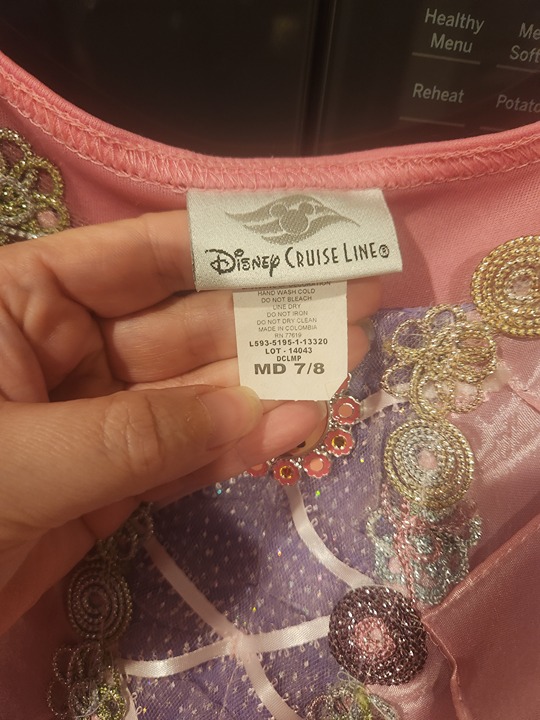 Healthy
Menu
Reheat
Potato
DISNEY CRUISE LINE®
DECORATION
HAND WASH COLD
DO NOT BLEACH
LINE DRY
DO NOT IRON
DO NOT DRY CLEAN
MADE IN COLOMBIA
RN 77619
L593-5195-1-13320
LOT - 14043
DCLMP
MD 7/8